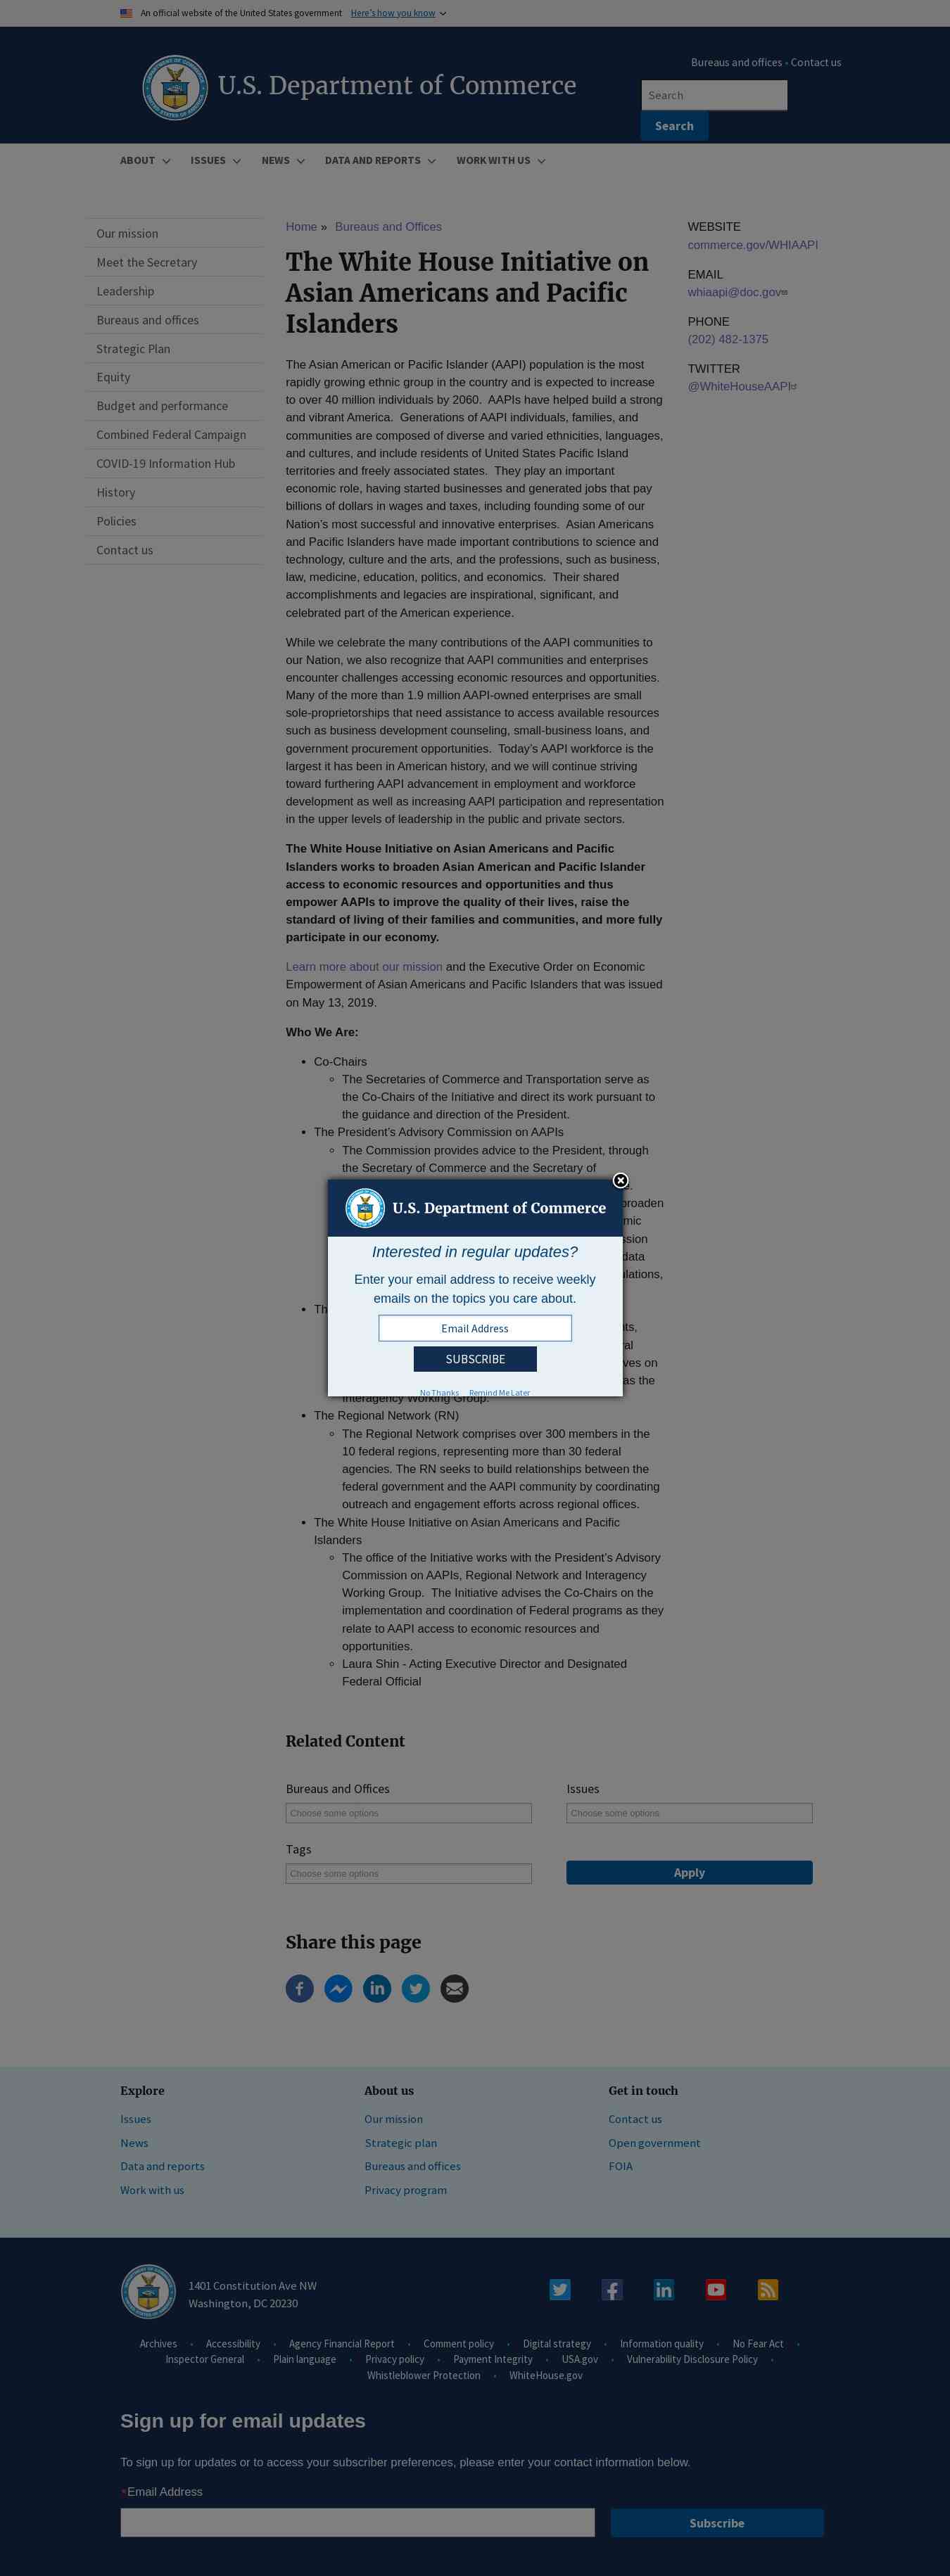 An official website of the United States government Here's how you know
Bureaus and offices • Contact us
U.S. Department of Commerce
Search
Search
ABOUT ISSUES NEWS DATA AND REPORTS WORK WITH US
Our mission
Meet the Secretary
Leadership
Bureaus and offices
Strategic Plan
Equity
Budget and performance
Combined Federal Campaign
COVID-19 Information Hub
History
Policies
Contact us
Home » Bureaus and Offices
The White House Initiative on
Asian Americans and Pacific
Islanders
The Asian American or Pacific Islander (AAPI) population is the most
rapidly growing ethnic group in the country and is expected to increase
to over 40 million individuals by 2060.  AAPIs have helped build a strong
and vibrant America.  Generations of AAPI individuals, families, and
communities are composed of diverse and varied ethnicities, languages,
and cultures, and include residents of United States Pacific Island
territories and freely associated states.  They play an important
economic role, having started businesses and generated jobs that pay
billions of dollars in wages and taxes, including founding some of our
Nation's most successful and innovative enterprises.  Asian Americans
and Pacific Islanders have made important contributions to science and
technology, culture and the arts, and the professions, such as business,
law, medicine, education, politics, and economics.  Their shared
accomplishments and legacies are inspirational, significant, and
celebrated part of the American experience.
While we celebrate the many contributions of the AAPI communities to
our Nation, we also recognize that AAPI communities and enterprises
encounter challenges accessing economic resources and opportunities.
Many of the more than 1.9 million AAPI-owned enterprises are small
sole-proprietorships that need assistance to access available resources
such as business development counseling, small-business loans, and
government procurement opportunities.  Today's AAPI workforce is the
largest it has been in American history, and we will continue striving
toward furthering AAPI advancement in employment and workforce
development as well as increasing AAPI participation and representation
in the upper levels of leadership in the public and private sectors.
The White House Initiative on Asian Americans and Pacific
Islanders works to broaden Asian American and Pacific Islander
access to economic resources and opportunities and thus
empower AAPIs to improve the quality of their lives, raise the
standard of living of their families and communities, and more fully
participate in our economy.
Learn more about our mission and the Executive Order on Economic
Empowerment of Asian Americans and Pacific Islanders that was issued
on May 13, 2019.
Who We Are:
• Co-Chairs
◦ The Secretaries of Commerce and Transportation serve as
the Co-Chairs of the Initiative and direct its work pursuant to
the guidance and direction of the President.
• The President's Advisory Commission on AAPIs
◦ The Commission provides advice to the President, through
the Secretary of Commerce and the Secretary of
U.S. Department of Commerce
Interested in regular updates?
Enter your email address to receive weekly
emails on the topics you care about.
Email Address
SUBSCRIBE
No Thanks Remind Me Later
Interagency Working Group.
• The Regional Network (RN)
◦ The Regional Network comprises over 300 members in the
10 federal regions, representing more than 30 federal
agencies. The RN seeks to build relationships between the
federal government and the AAPI community by coordinating
outreach and engagement efforts across regional offices.
• The White House Initiative on Asian Americans and Pacific
Islanders
◦ The office of the Initiative works with the President's Advisory
Commission on AAPIs, Regional Network and Interagency
Working Group.  The Initiative advises the Co-Chairs on the
implementation and coordination of Federal programs as they
relate to AAPI access to economic resources and
opportunities.
◦ Laura Shin - Acting Executive Director and Designated
Federal Official
WEBSITE
commerce.gov/WHIAAPI
EMAIL
whiaapi@doc.gov
PHONE
(202) 482-1375
TWITTER
@WhiteHouseAAPI
Related Content
Bureaus and Offices
Choose some options
Issues
Choose some options
Tags
Choose some options
Apply
Share this page
Explore
Issues
News
Data and reports
Work with us
About us
Our mission
Strategic plan
Bureaus and offices
Privacy program
Get in touch
Contact us
Open government
FOIA
1401 Constitution Ave NW
Washington, DC 20230
Archives • Accessibility • Agency Financial Report • Comment policy • Digital strategy • Information quality • No Fear Act •
Inspector General • Plain language • Privacy policy • Payment Integrity • USA.gov • Vulnerability Disclosure Policy •
Whistleblower Protection • WhiteHouse.gov
Sign up for email updates
To sign up for updates or to access your subscriber preferences, please enter your contact information below.
*Email Address
Subscribe